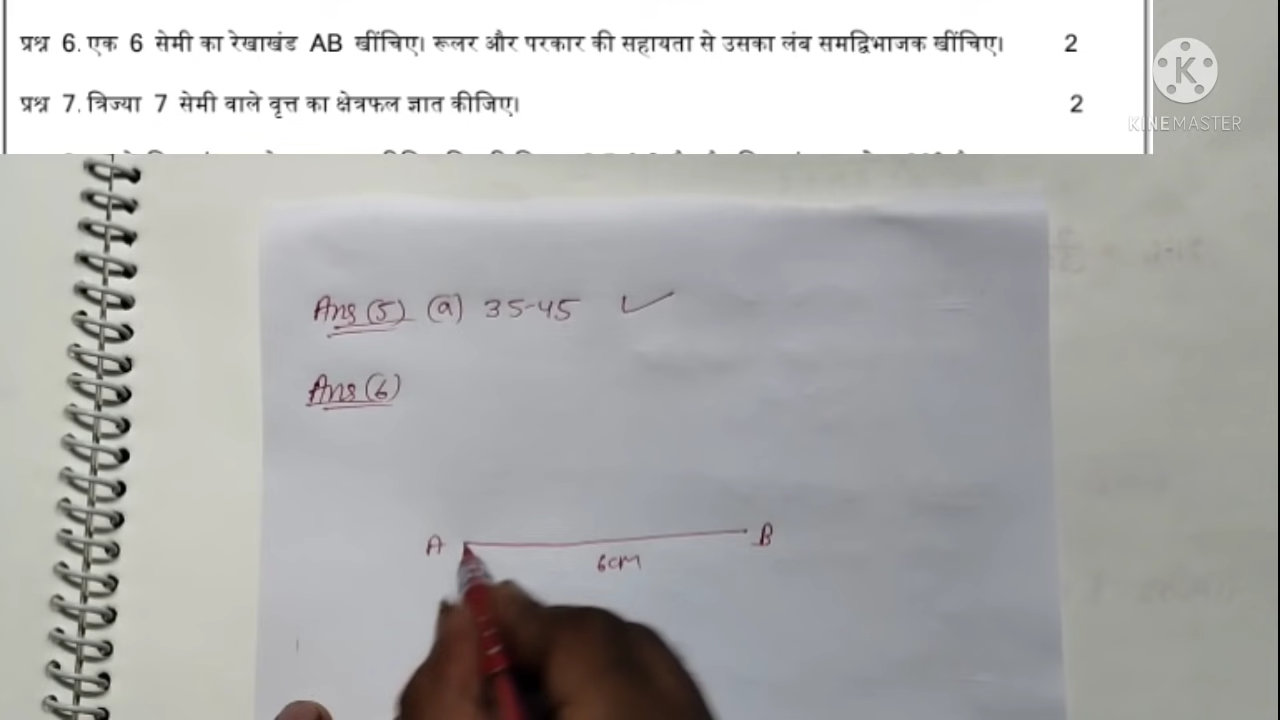 प्रश्न 6. एक 6 सेमी का रेखाखंड AB खींचिए। रूलर और परकार की सहायता से उसका लंब समद्विभाजक खींचिए। 2
K
KINEMASTER
प्रश्न 7. त्रिज्या 7 सेमी वाले वृत्त का क्षेत्रफल ज्ञात कीजिए। 2
Ans (5) (a) 35-45
Ans (6)
A B
6cm